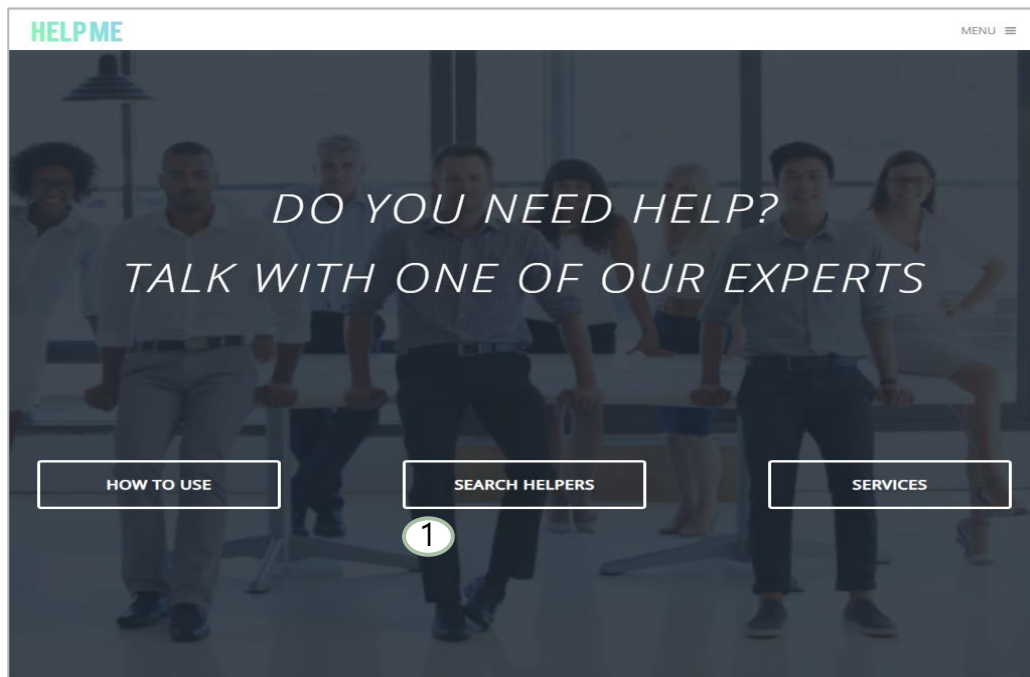 HELPME
MENU
DO YOU NEED HELP?
TALK WITH ONE OF OUR EXPERTS
HOW TO USE
SEARCH HELPERS
SERVICES
1